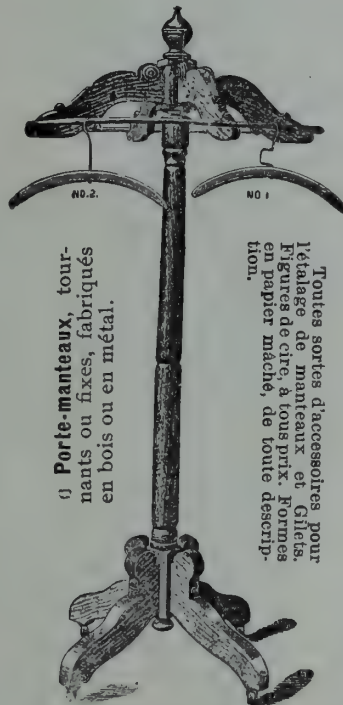 NO.2.
NO 1
Toutes sortes d'accessoires pour
l'étalage de manteaux et Gilets.
Figures de cire, à tous prix. Formes
en papier mâché, de toute descrip-
tion.
Porte-manteaux, tour-
nants ou fixes, fabriqués
en bois ou en métal.